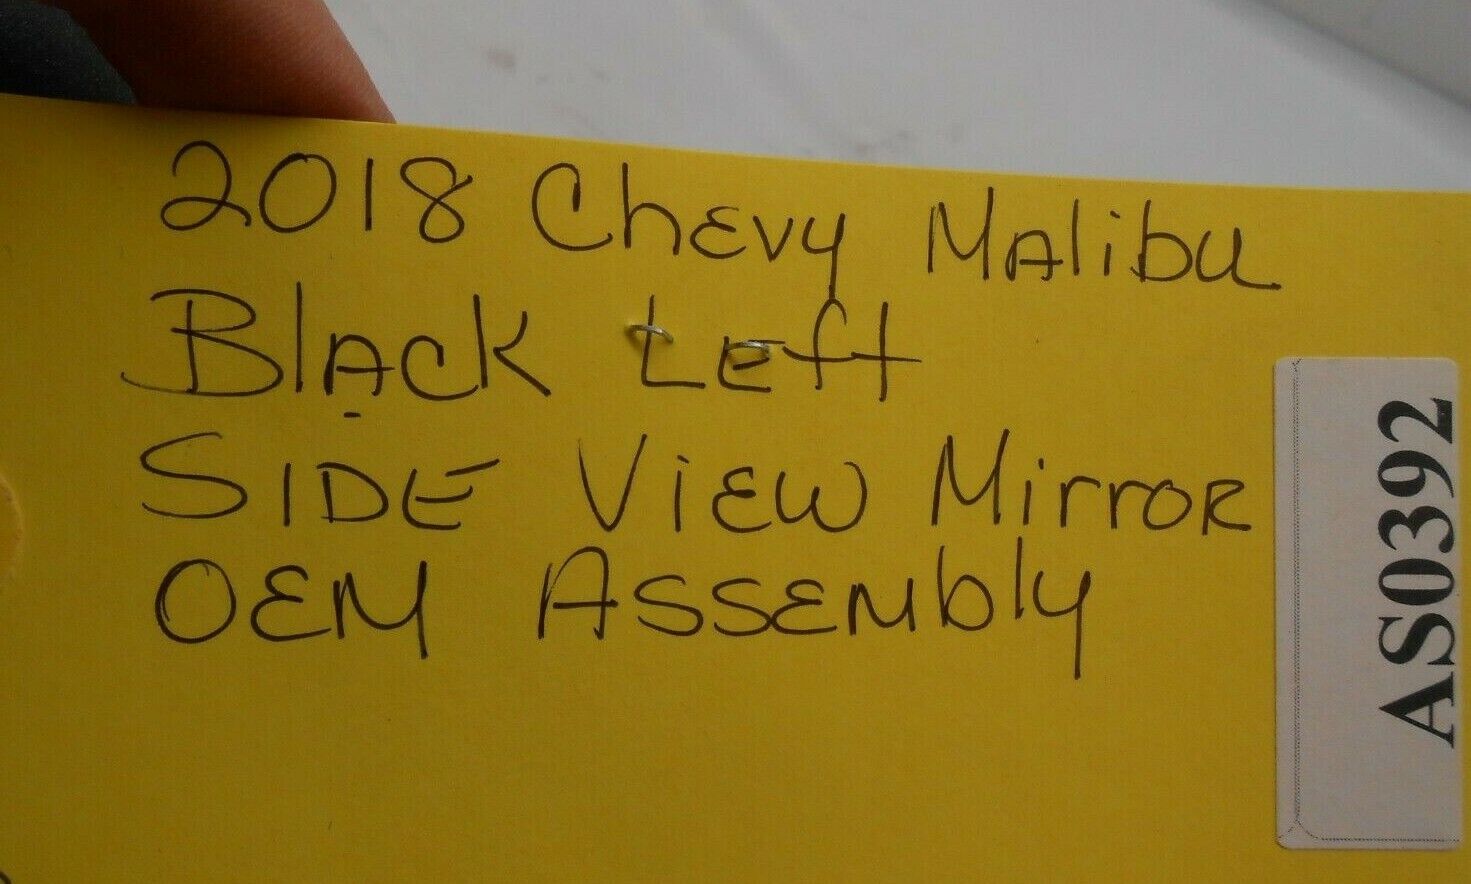 2018 Chevy Malibu
Black Left
SIDE View Mirror
OEM Assembly
AS0392